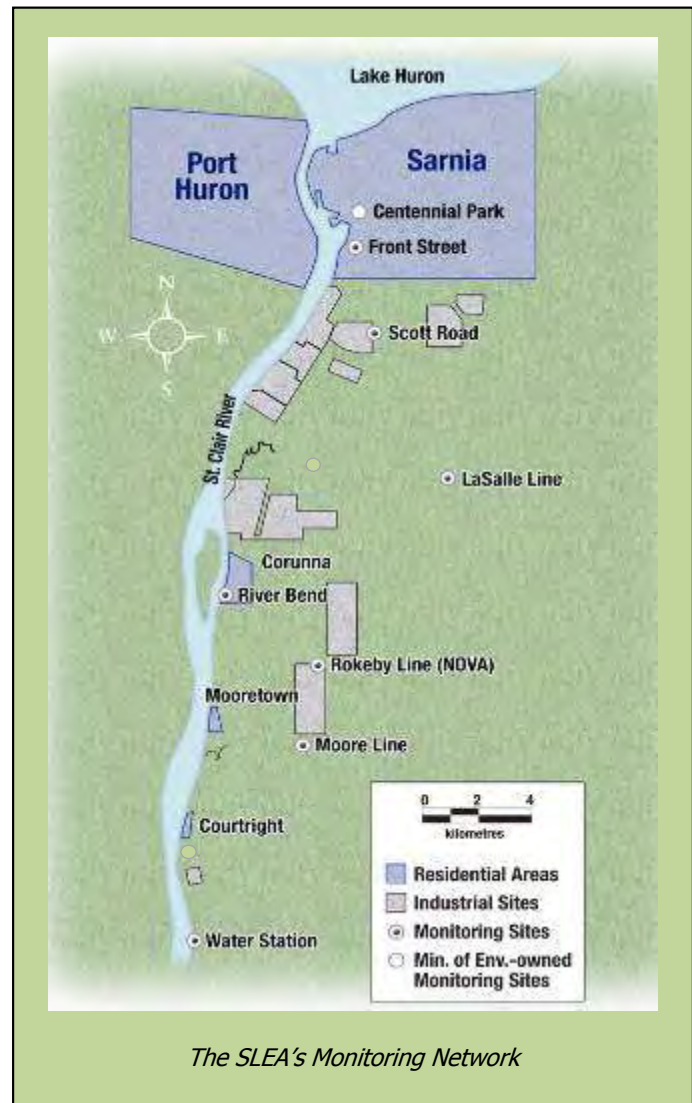 Lake Huron
Port
Huron
Sarnia
Centennial Park
Front Street
N
W E
S
Scott Road
St. Clair River
LaSalle Line
Corunna
River Bend
Rokeby Line (NOVA)
Mooretown
Moore Line
0 2 4
kilometres
Courtright
Residential Areas
Industrial Sites
Monitoring Sites
Min. of Env.-owned
Monitoring Sites
Water Station
The SLEA's Monitoring Network